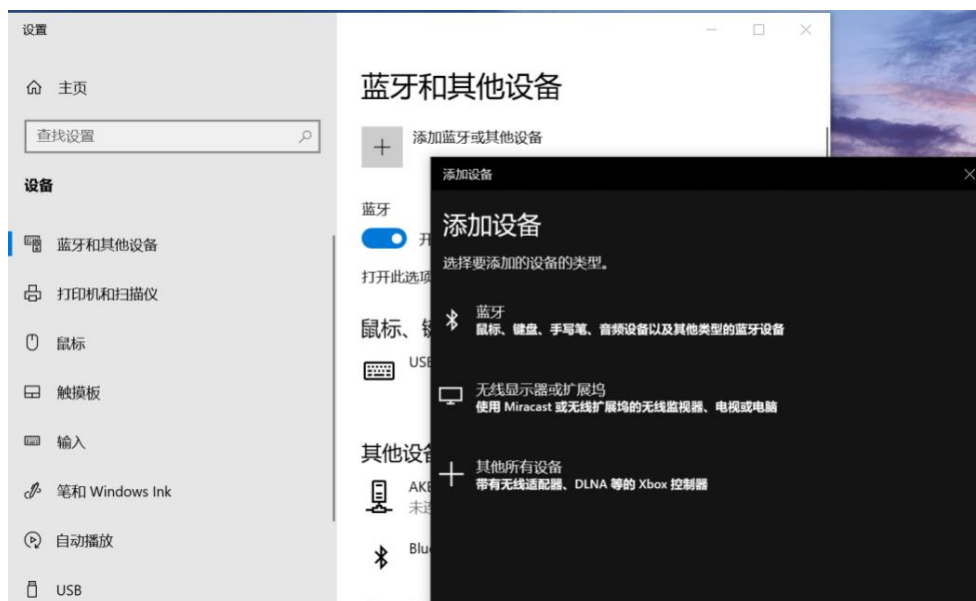 设置
主页
查找设置
设备
蓝牙和其他设备
打印机和扫描仪
鼠标
触摸板
输入
笔和 Windows Ink
自动播放
USB
蓝牙和其他设备
添加蓝牙或其他设备
蓝牙
开
打开此选项
鼠标、键
USB
其他设备
AKE
未连
Blu
添加设备
添加设备
选择要添加的设备的类型。
蓝牙
鼠标、键盘、手写笔、音频设备以及其他类型的蓝牙设备
无线显示器或扩展坞
使用 Miracast 或无线扩展坞的无线监视器、电视或电脑
其他所有设备
带有无线适配器、DLNA 等的 Xbox 控制器